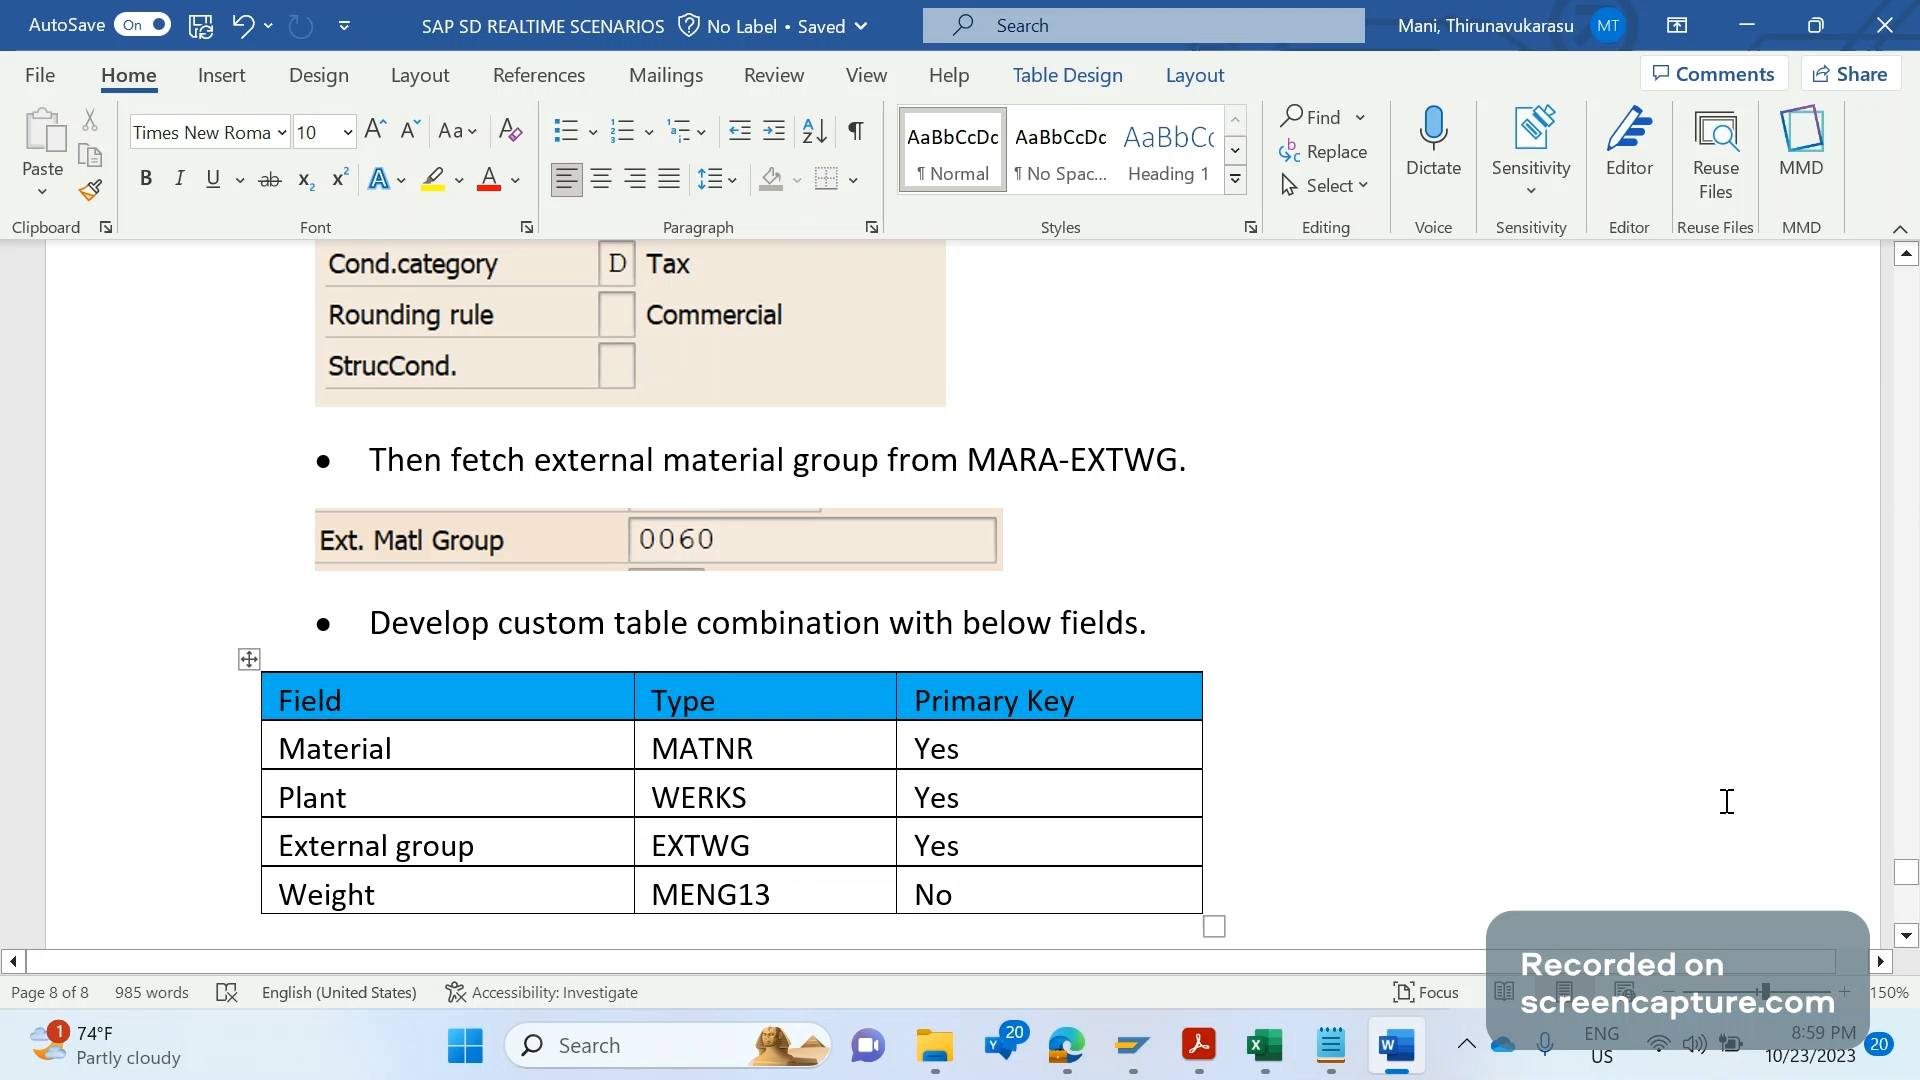 AutoSave On SAP SD REALTIME SCENARIOS No Label • Saved Search Mani, Thirunavukarasu MT
File Home Insert Design Layout References Mailings Review View Help Table Design Layout Comments Share
Times New Roma 10 Aa AaBbCcDc AaBbCcDc AaBbCc Find
Paste Replace Dictate Sensitivity Editor Reuse Files MMD
B I U ab x₂ x² A A ¶ Normal ¶ No Spac... Heading 1 Select
Clipboard Font Paragraph Styles Editing Voice Sensitivity Editor Reuse Files MMD
Cond.category D Tax
Rounding rule Commercial
StrucCond.
• Then fetch external material group from MARA-EXTWG.
Ext. Matl Group 0060
• Develop custom table combination with below fields.
Field Type Primary Key
Material MATNR Yes
Plant WERKS Yes
External group EXTWG Yes
Weight MENG13 No
Recorded on
screencapture.com
Page 8 of 8 985 words English (United States) Accessibility: Investigate Focus 150%
1 74°F
Partly cloudy
Search 20
ENG
US
8:59 PM
10/23/2023 20